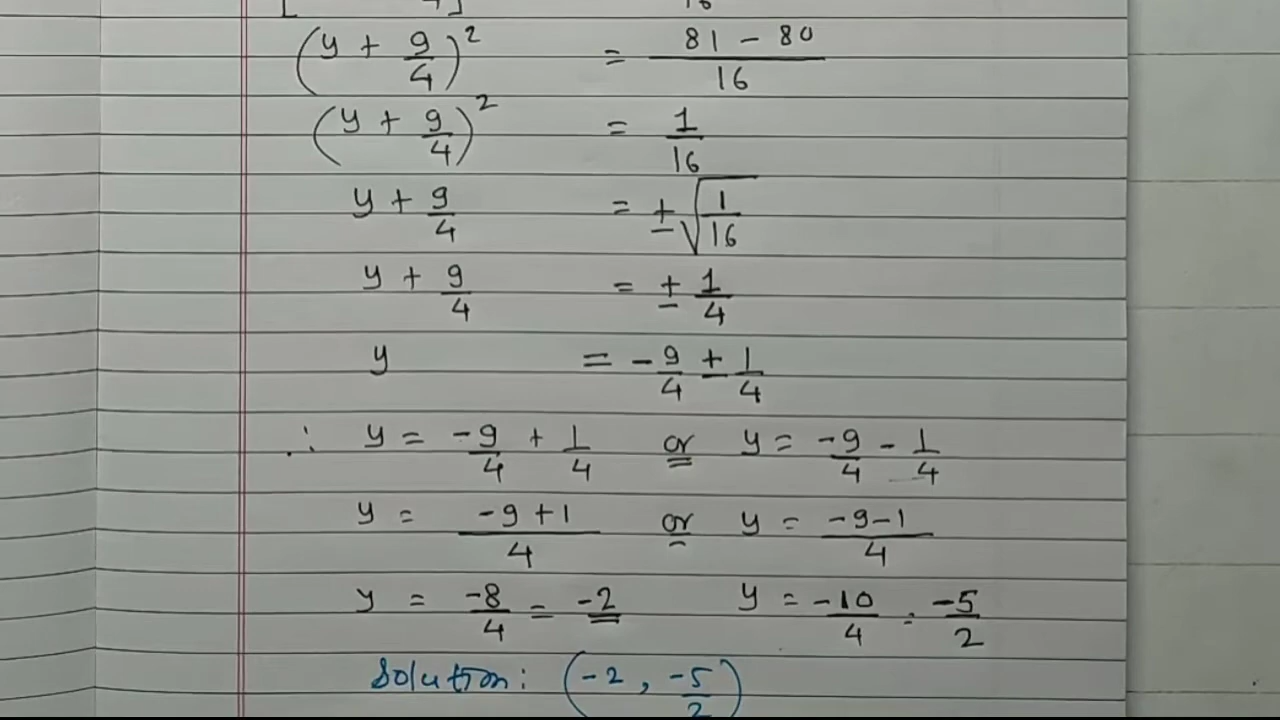 (y + 9/4)² = (81 - 80)/16
(y + 9/4)² = 1/16
y + 9/4 = ± √(1/16)
y + 9/4 = ± 1/4
y = -9/4 ± 1/4
∴ y = -9/4 + 1/4 or y = -9/4 - 1/4
y = (-9+1)/4 or y = (-9-1)/4
y = -8/4 = -2 y = -10/4 = -5/2
Solution: (-2, -5/2)